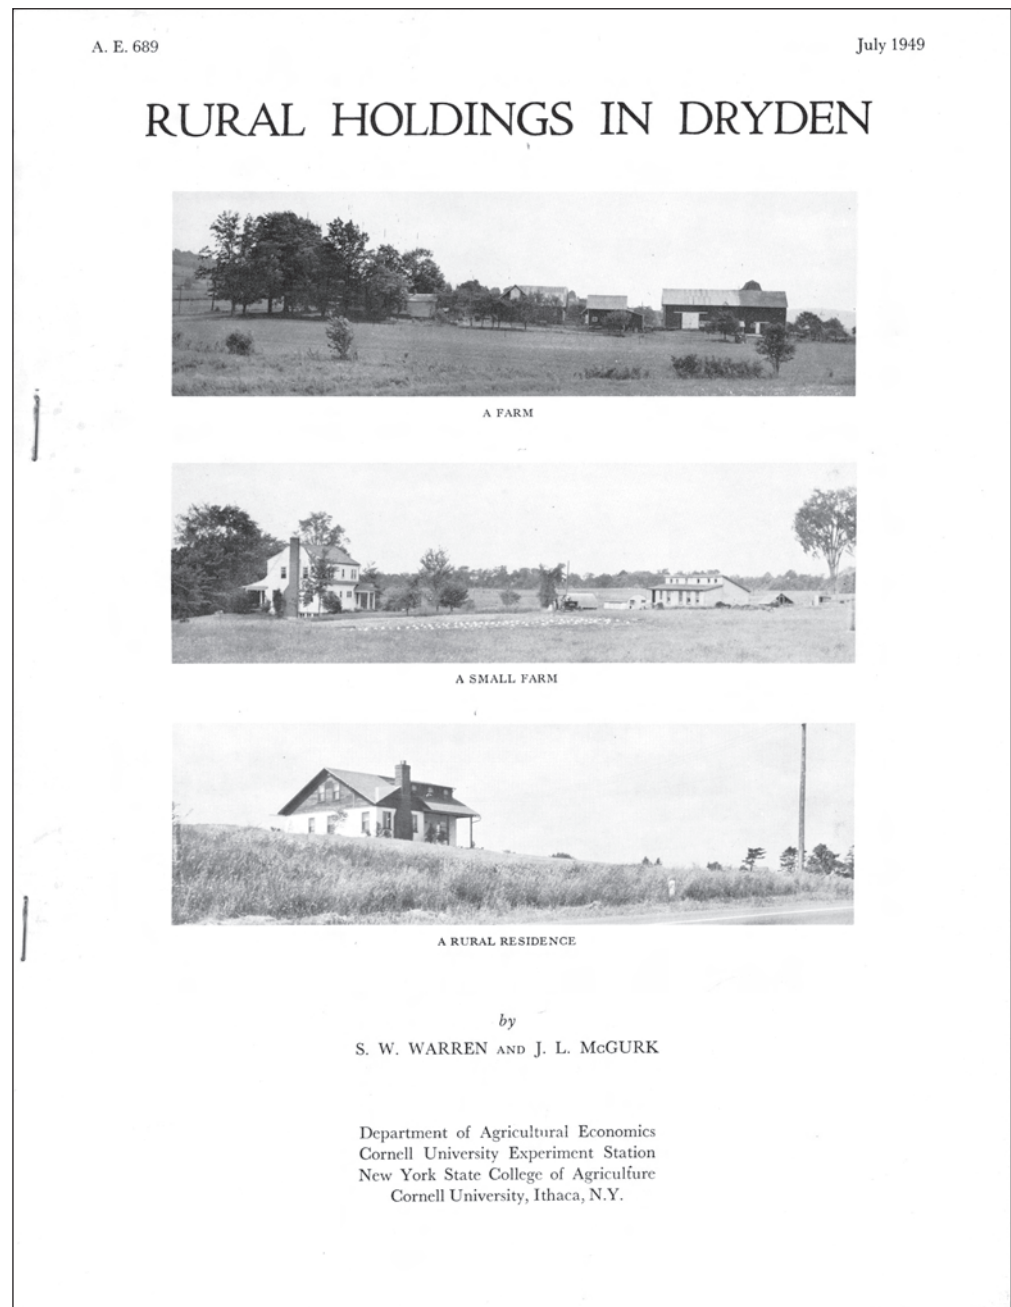 A. E. 689 July 1949
RURAL HOLDINGS IN DRYDEN
A FARM
A SMALL FARM
A RURAL RESIDENCE
by
S. W. WARREN AND J. L. McGURK
Department of Agricultural Economics
Cornell University Experiment Station
New York State College of Agriculture
Cornell University, Ithaca, N.Y.